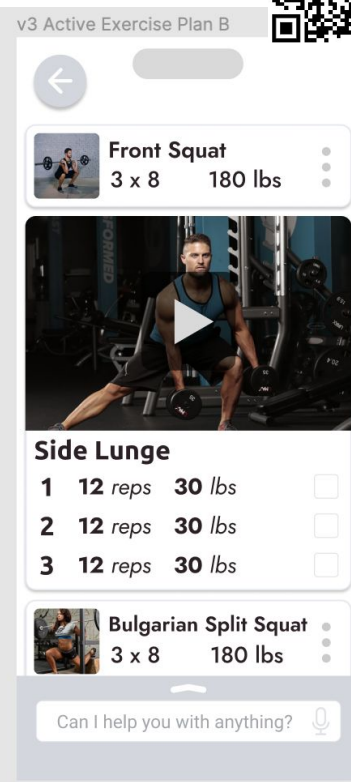 v3 Active Exercise Plan B
Front Squat
3 x 8 180 lbs
Side Lunge
1 12 reps 30 lbs
2 12 reps 30 lbs
3 12 reps 30 lbs
Bulgarian Split Squat
3 x 8 180 lbs
Can I help you with anything?